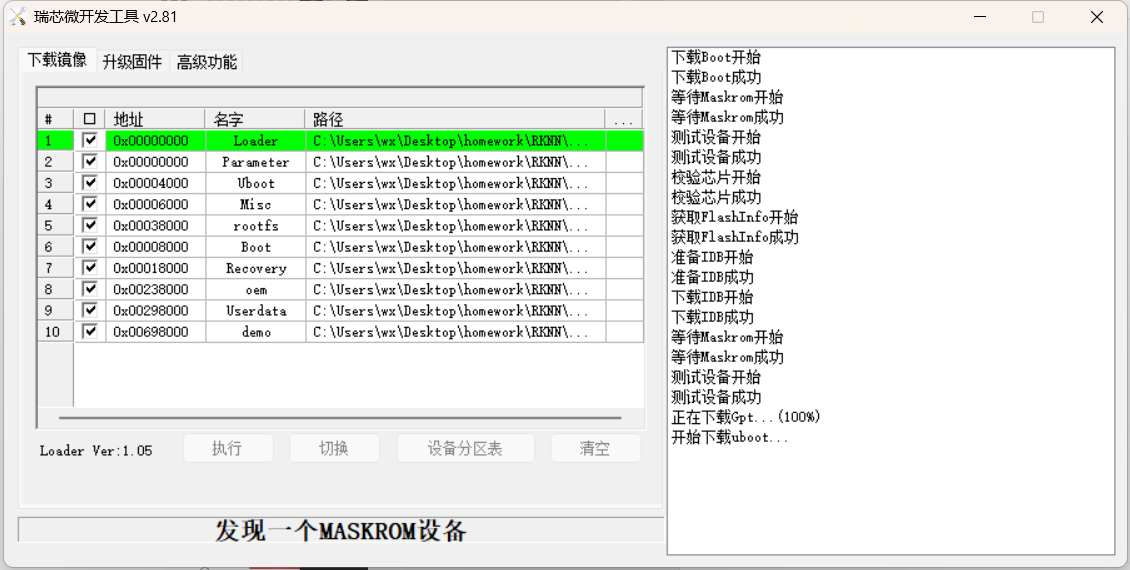 瑞芯微开发工具 v2.81
下载镜像 升级固件 高级功能
# 地址 名字 路径 ...
1 0x00000000 Loader C:\Users\wx\Desktop\homework\RKNN\...
2 0x00000000 Parameter C:\Users\wx\Desktop\homework\RKNN\...
3 0x00004000 Uboot C:\Users\wx\Desktop\homework\RKNN\...
4 0x00006000 Misc C:\Users\wx\Desktop\homework\RKNN\...
5 0x00038000 rootfs C:\Users\wx\Desktop\homework\RKNN\...
6 0x00008000 Boot C:\Users\wx\Desktop\homework\RKNN\...
7 0x00018000 Recovery C:\Users\wx\Desktop\homework\RKNN\...
8 0x00238000 oem C:\Users\wx\Desktop\homework\RKNN\...
9 0x00298000 Userdata C:\Users\wx\Desktop\homework\RKNN\...
10 0x00698000 demo C:\Users\wx\Desktop\homework\RKNN\...
Loader Ver:1.05 执行 切换 设备分区表 清空
发现一个MASKROM设备
下载Boot开始
下载Boot成功
等待Maskrom开始
等待Maskrom成功
测试设备开始
测试设备成功
校验芯片开始
校验芯片成功
获取FlashInfo开始
获取FlashInfo成功
准备IDB开始
准备IDB成功
下载IDB开始
下载IDB成功
等待Maskrom开始
等待Maskrom成功
测试设备开始
测试设备成功
正在下载Gpt...(100%)
开始下载uboot...